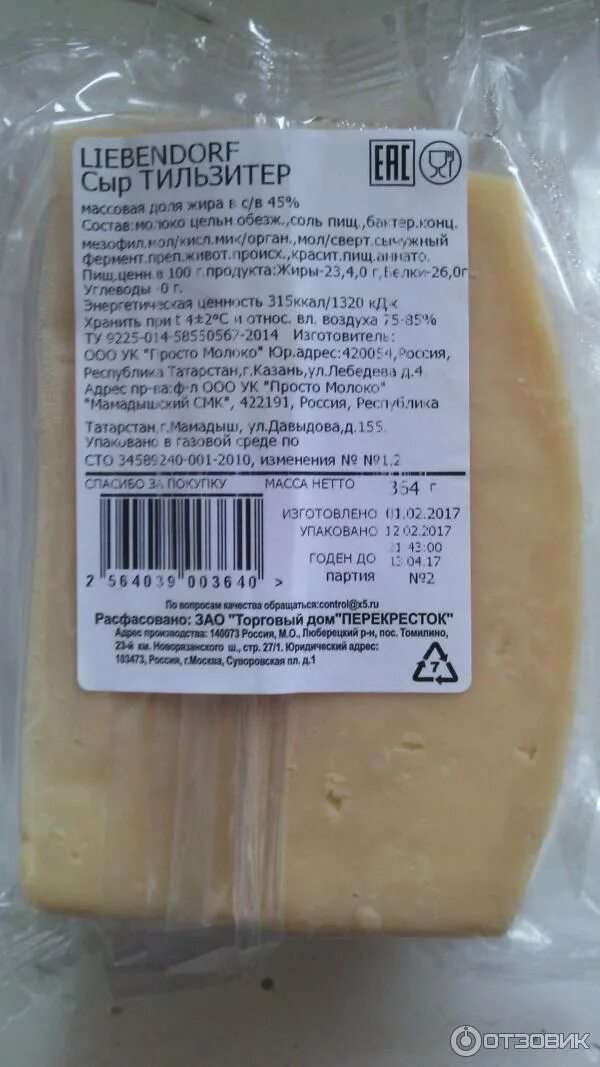 LIEBENDORF
Сыр ТИЛЬЗИТЕР
EAC
массовая доля жира в с/в 45%
Состав:молоко цельн.обезж.,соль пищ.,бактер.конц.
мезофил.мол/кисл.мик/орган.,мол/сверт.сычужный
фермент.преп.живот.происх.,красит.пищ.аннато.
Пищ.ценн.в 100 г.продукта:Жиры-23,4,0 г,Белки-26,0г
Углеводы -0 г.
Энергетическая ценность 315ккал/1320 кДж
Хранить при t 4±2°C и относ. вл. воздуха 75-85%
ТУ 9225-014-58550567-2014 Изготовитель:
ООО УК "Просто Молоко" Юр.адрес:420054,Россия,
Республика Татарстан,г.Казань,ул.Лебедева д.4
Адрес пр-ва:ф-л ООО УК "Просто Молоко"
"Мамадышский СМК", 422191, Россия, Республика
Татарстан,г.Мамадыш, ул.Давыдова,д.155.
Упаковано в газовой среде по
СТО 34589240-001-2010, изменения № №1,2
СПАСИБО ЗА ПОКУПКУ МАССА НЕТТО 364 г
ИЗГОТОВЛЕНО 01.02.2017
УПАКОВАНО 12.02.2017
21:43:00
ГОДЕН ДО 13.04.17
партия №2
2 564039 003640 >
По вопросам качества обращаться:control@x5.ru
Расфасовано: ЗАО "Торговый дом"ПЕРЕКРЕСТОК"
Адрес производства: 140073 Россия, М.О., Люберецкий р-н, пос. Томилино,
23-й км. Новорязанского ш., стр. 27/1. Юридический адрес:
103473, Россия, г.Москва, Суворовская пл. д.1
7
ОТЗОВИК